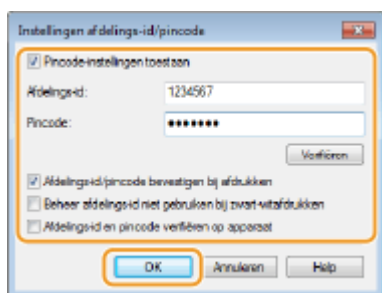 Instellingen afdelings-id/pincode
Pincode-instellingen toestaan
Afdelings-id: 1234567
Pincode: •••••••
Verifiëren
Afdelings-id/pincode bevestigen bij afdrukken
Beheer afdelings-id niet gebruiken bij zwart-witafdrukken
Afdelings-id en pincode verifiëren op apparaat
OK Annuleren Help